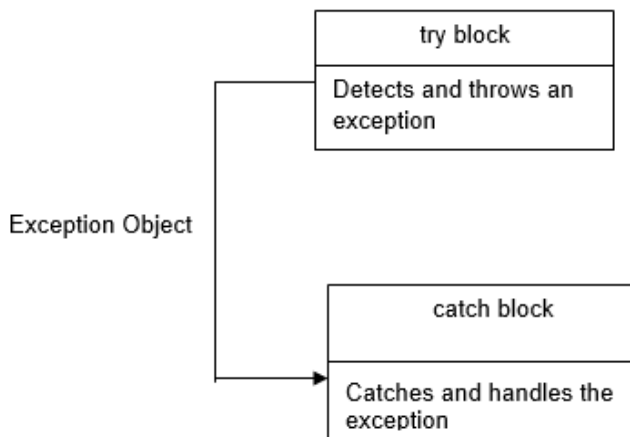 try block
Detects and throws an
exception
Exception Object
catch block
Catches and handles the
exception